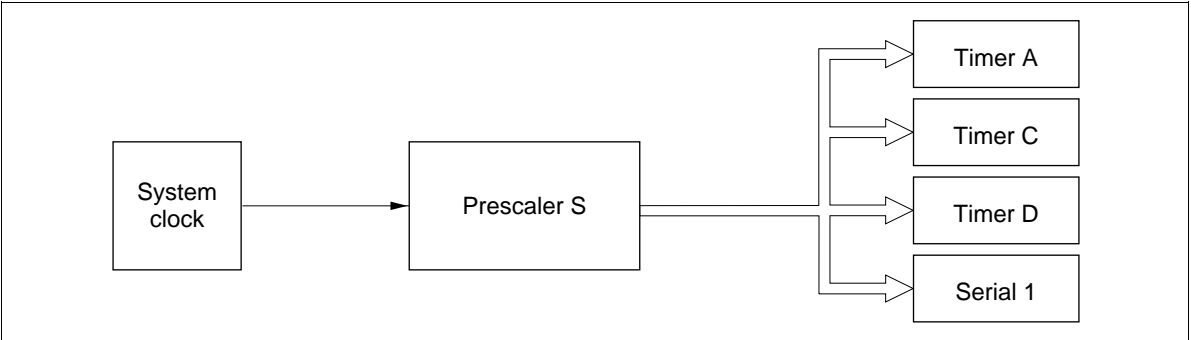 System
clock
Prescaler S
Timer A
Timer C
Timer D
Serial 1